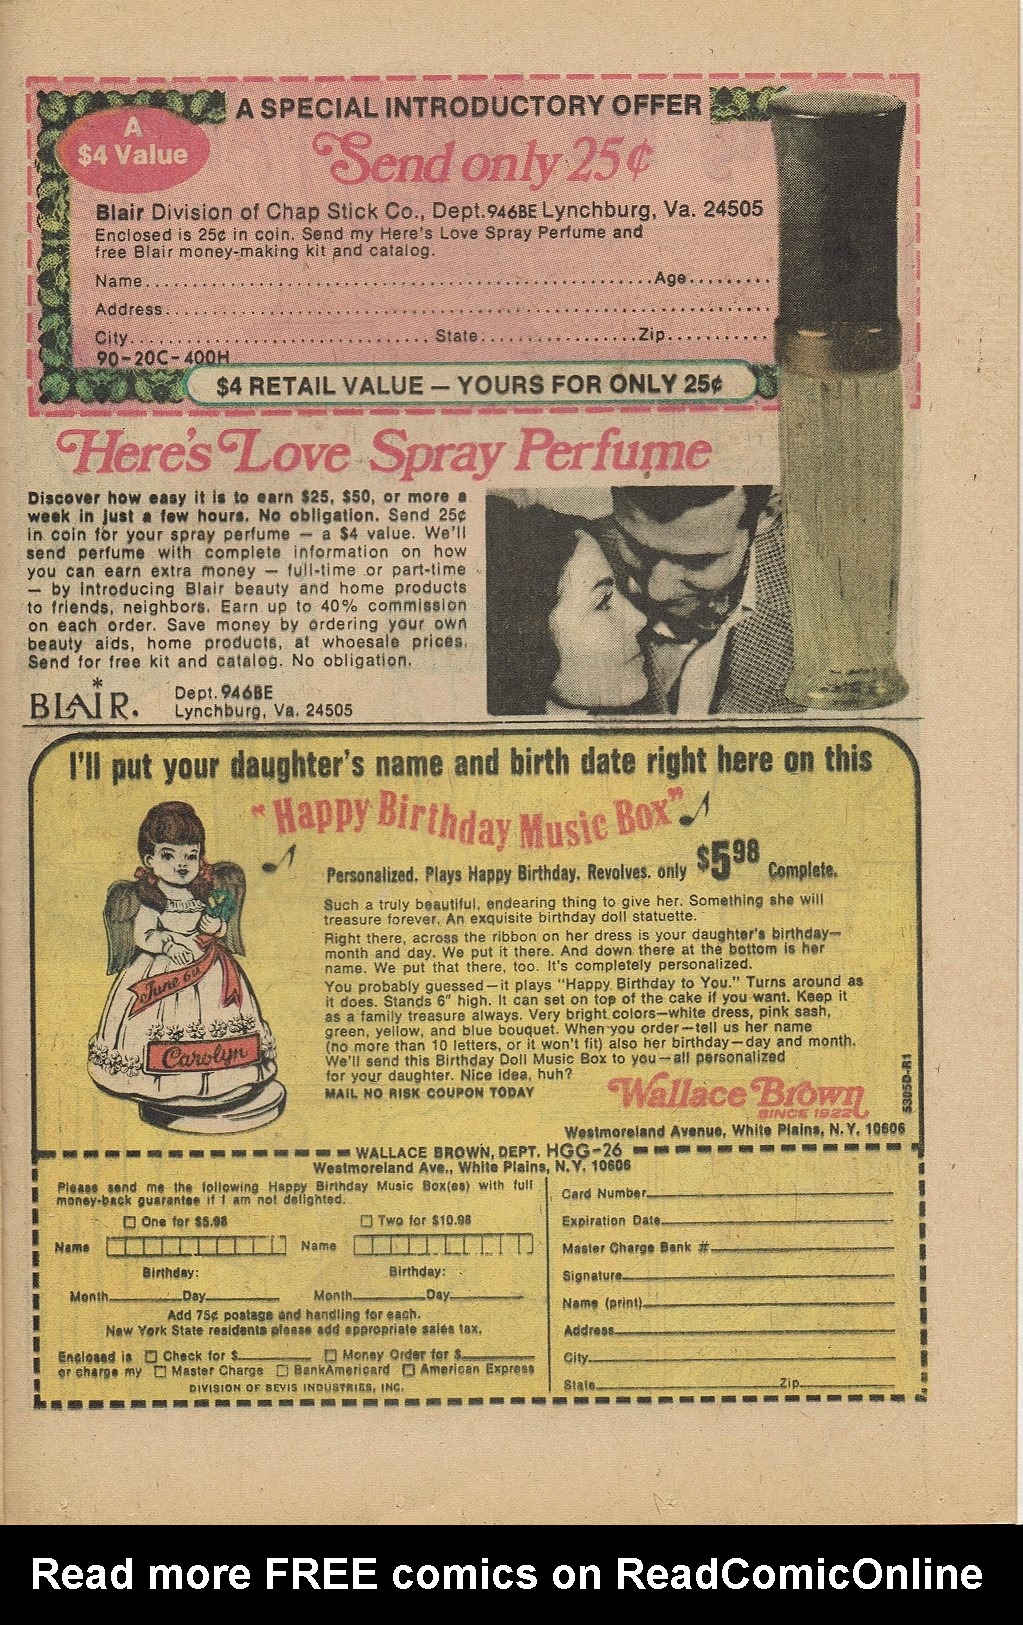 A SPECIAL INTRODUCTORY OFFER
A
$4 Value
Send only 25¢
Blair Division of Chap Stick Co., Dept.946BE Lynchburg, Va. 24505
Enclosed is 25¢ in coin. Send my Here's Love Spray Perfume and
free Blair money-making kit and catalog.
Name Age
Address
City State Zip
90-20C-400H
$4 RETAIL VALUE — YOURS FOR ONLY 25¢
Here's Love Spray Perfume
Discover how easy it is to earn $25, $50, or more a
week in just a few hours. No obligation. Send 25¢
in coin for your spray perfume — a $4 value. We'll
send perfume with complete information on how
you can earn extra money — full-time or part-time
— by introducing Blair beauty and home products
to friends, neighbors. Earn up to 40% commission
on each order. Save money by ordering your own
beauty aids, home products, at whoesale prices.
Send for free kit and catalog. No obligation.
BLAIR.
Dept. 946BE
Lynchburg, Va. 24505
I'll put your daughter's name and birth date right here on this
"Happy Birthday Music Box"
Personalized. Plays Happy Birthday. Revolves. only $5.98 Complete.
Such a truly beautiful, endearing thing to give her. Something she will
treasure forever. An exquisite birthday doll statuette.
Right there, across the ribbon on her dress is your daughter's birthday—
month and day. We put it there. And down there at the bottom is her
name. We put that there, too. It's completely personalized.
You probably guessed—it plays "Happy Birthday to You." Turns around as
it does. Stands 6" high. It can set on top of the cake if you want. Keep it
as a family treasure always. Very bright colors—white dress, pink sash,
green, yellow, and blue bouquet. When you order—tell us her name
(no more than 10 letters, or it won't fit) also her birthday—day and month.
We'll send this Birthday Doll Music Box to you—all personalized
for your daughter. Nice idea, huh?
MAIL NO RISK COUPON TODAY
June 6th
Carolyn
Wallace Brown
SINCE 1922
5305D-R1
Westmoreland Avenue, White Plains, N.Y. 10606
WALLACE BROWN, DEPT. HGG-26
Westmoreland Ave., White Plains, N.Y. 10606
Please send me the following Happy Birthday Music Box(es) with full
money-back guarantee if I am not delighted.
One for $5.98 Two for $10.98
Name Name
Birthday: Birthday:
Month Day Month Day
Add 75¢ postage and handling for each.
New York State residents please add appropriate sales tax.
Enclosed is Check for $ Money Order for $
or charge my Master Charge BankAmericard American Express
DIVISION OF BEVIS INDUSTRIES, INC.
Card Number
Expiration Date
Master Charge Bank #
Signature
Name (print)
Address
City
State Zip
Read more FREE comics on ReadComicOnline